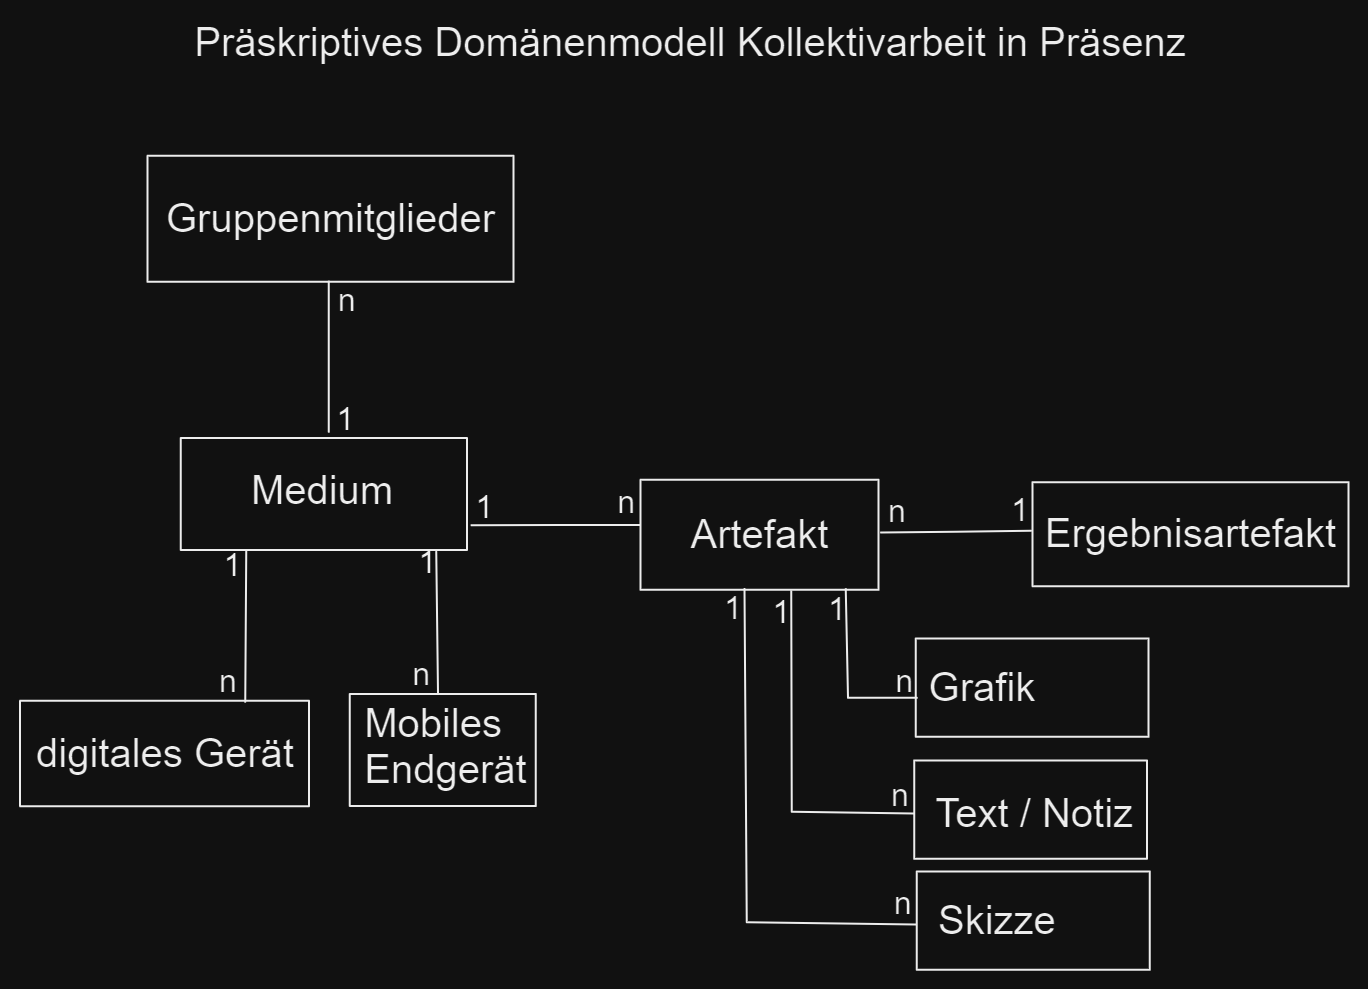 Präskriptives Domänenmodell Kollektivarbeit in Präsenz
Gruppenmitglieder
n
1
Medium
1
n
Artefakt
n
1
Ergebnisartefakt
1
1
1
1
1
n
n
n
Grafik
digitales Gerät
Mobiles
Endgerät
n
Text / Notiz
n
Skizze